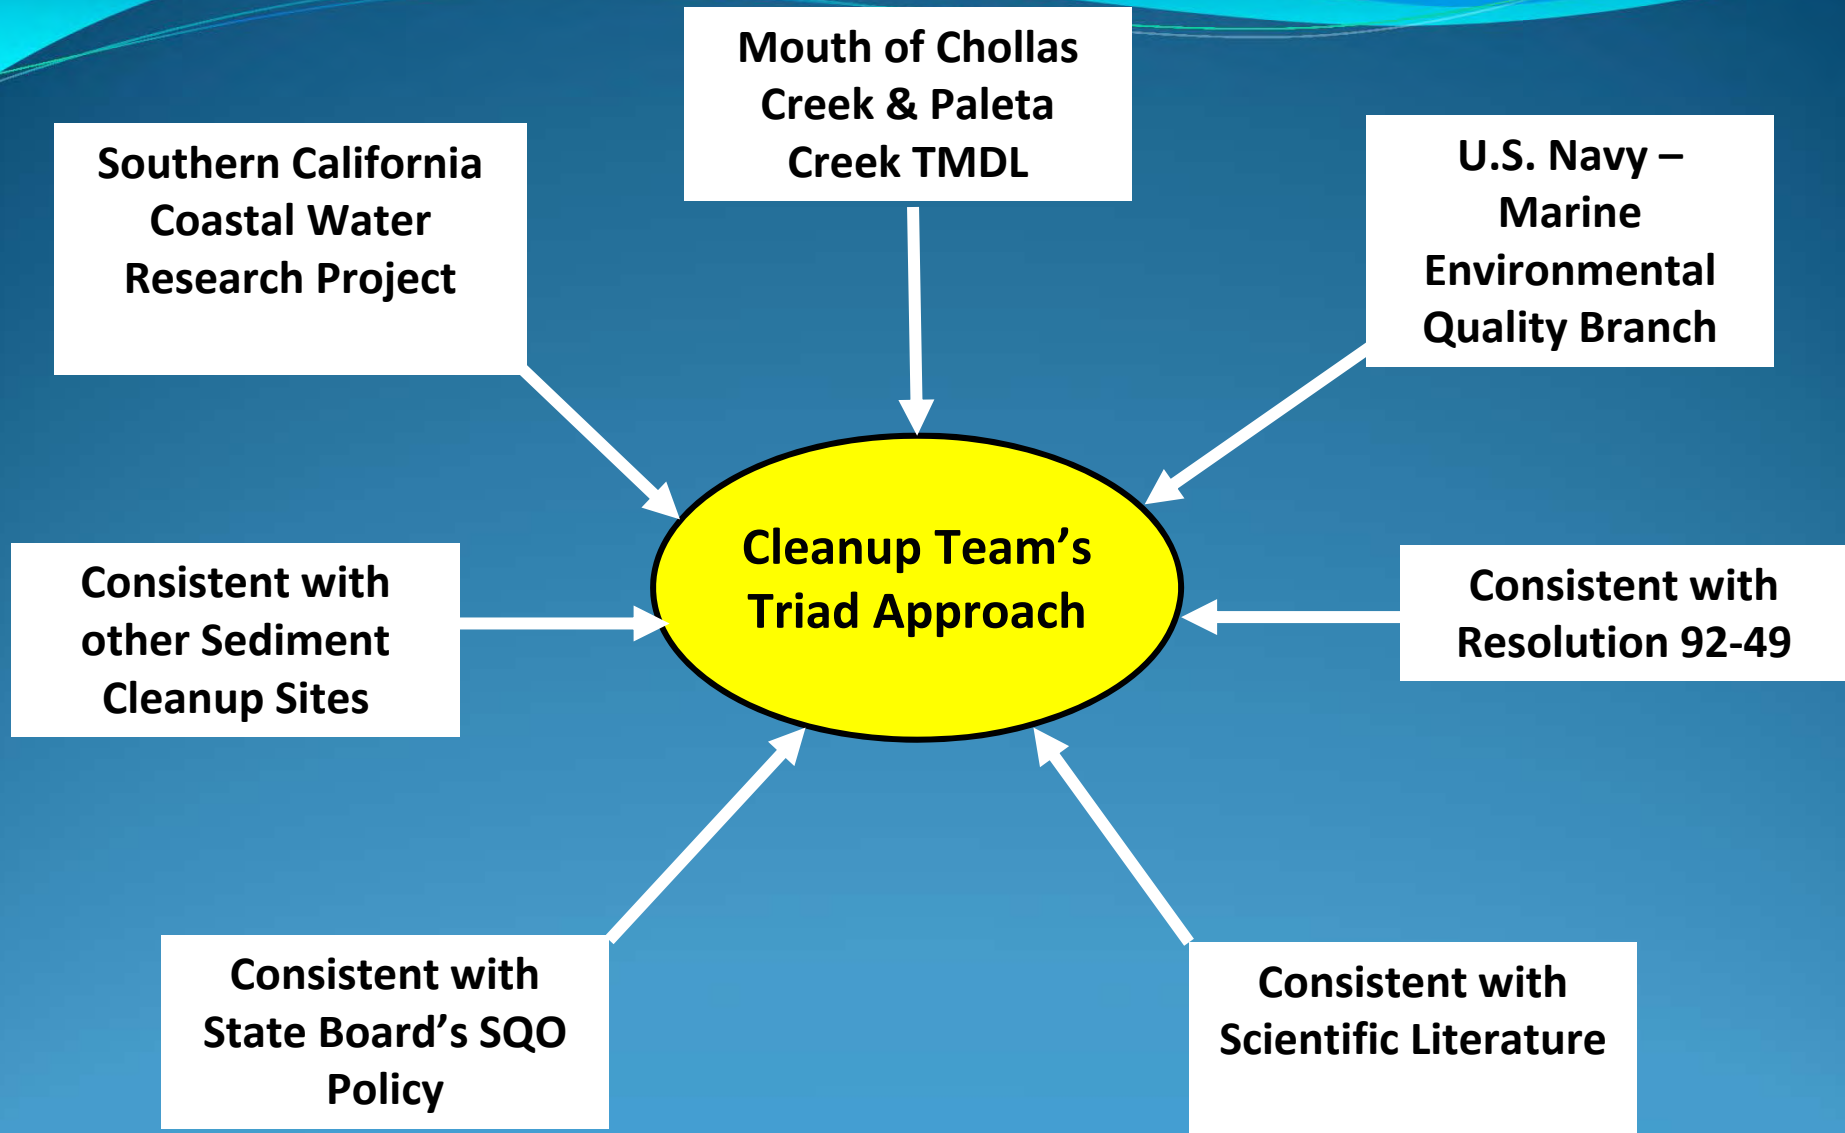 Mouth of Chollas
Creek & Paleta
Creek TMDL
Southern California
Coastal Water
Research Project
U.S. Navy –
Marine
Environmental
Quality Branch
Cleanup Team’s
Triad Approach
Consistent with
other Sediment
Cleanup Sites
Consistent with
Resolution 92-49
Consistent with
State Board’s SQO
Policy
Consistent with
Scientific Literature